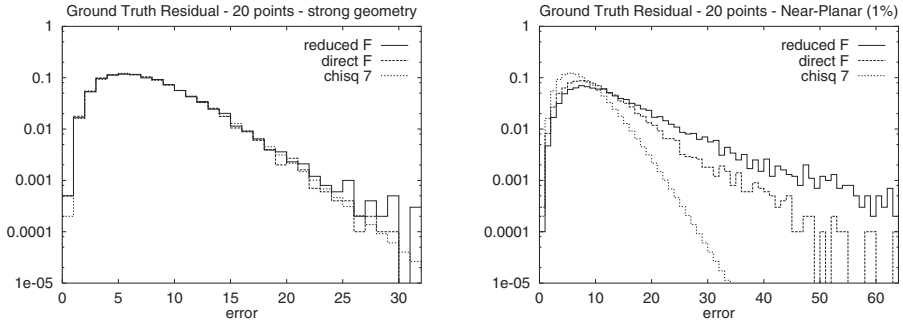 Ground Truth Residual - 20 points - strong geometry
1
0.1
0.01
0.001
0.0001
1e-05
0 5 10 15 20 25 30
error
reduced F
direct F
chisq 7
Ground Truth Residual - 20 points - Near-Planar (1%)
1
0.1
0.01
0.001
0.0001
1e-05
0 10 20 30 40 50 60
error
reduced F
direct F
chisq 7